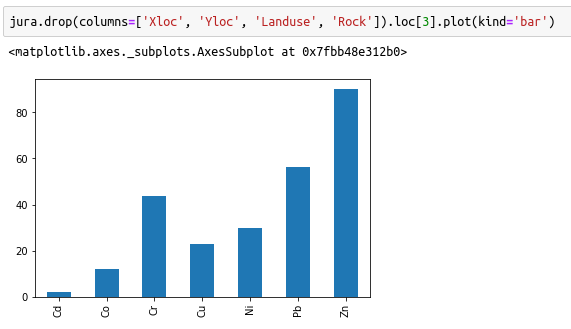 jura.drop(columns=['Xloc', 'Yloc', 'Landuse', 'Rock']).loc[3].plot(kind='bar')
<matplotlib.axes._subplots.AxesSubplot at 0x7fbb48e312b0>
80
60
40
20
0
Cd
Co
Cr
Cu
Ni
Pb
Zn